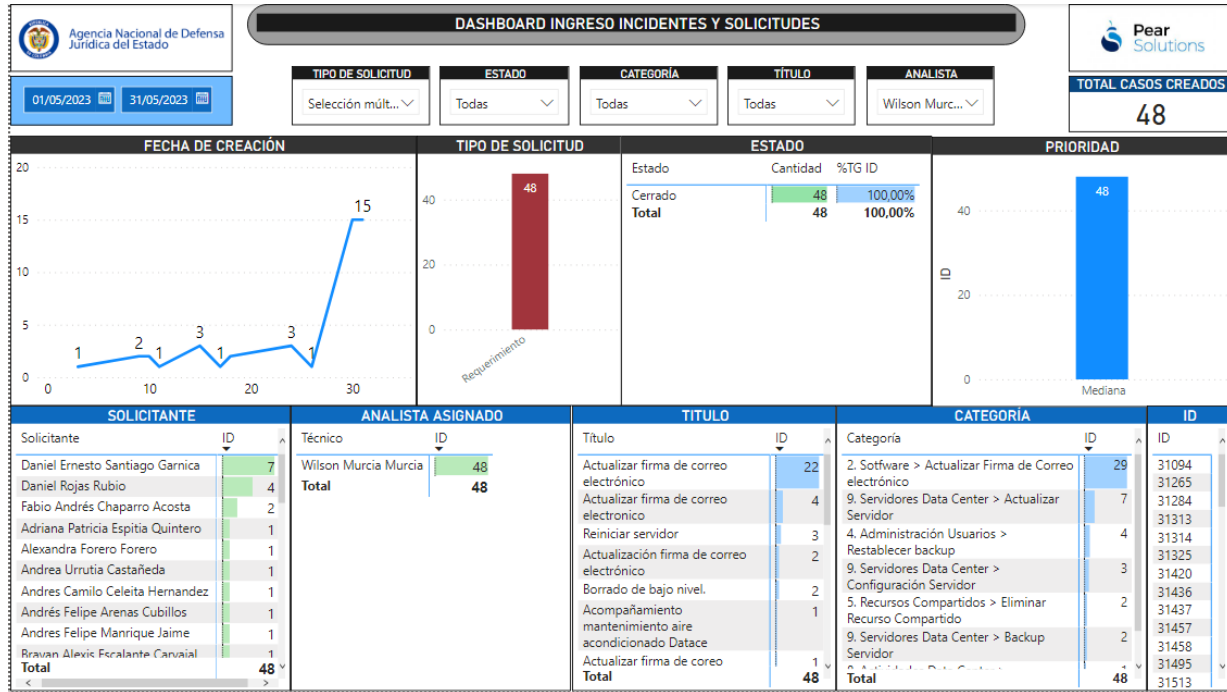 Agencia Nacional de Defensa
Jurídica del Estado
DASHBOARD INGRESO INCIDENTES Y SOLICITUDES
Pear
Solutions
01/05/2023 31/05/2023
TIPO DE SOLICITUD
Selección múlt...
ESTADO
Todas
CATEGORÍA
Todas
TÍTULO
Todas
ANALISTA
Wilson Murc...
TOTAL CASOS CREADOS
48
FECHA DE CREACIÓN
20
15
10
5
0
1
2
1
3
1
3
1
15
0 10 20 30
TIPO DE SOLICITUD
40
20
0
48
Requerimiento
ESTADO
Estado Cantidad %TG ID
Cerrado 48 100,00%
Total 48 100,00%
PRIORIDAD
ID
40
20
0
48
Mediana
SOLICITANTE
Solicitante ID
Daniel Ernesto Santiago Garnica 7
Daniel Rojas Rubio 4
Fabio Andrés Chaparro Acosta 2
Adriana Patricia Espitia Quintero 1
Alexandra Forero Forero 1
Andrea Urrutia Castañeda 1
Andres Camilo Celeita Hernandez 1
Andrés Felipe Arenas Cubillos 1
Andres Felipe Manrique Jaime 1
Brayan Alexis Escalante Carvajal 1
Total 48
ANALISTA ASIGNADO
Técnico ID
Wilson Murcia Murcia 48
Total 48
TITULO
Título ID
Actualizar firma de correo 22
electrónico
Actualizar firma de correo 4
electronico
Reiniciar servidor 3
Actualización firma de correo 2
electrónico
Borrado de bajo nivel. 2
Acompañamiento 1
mantenimiento aire
acondicionado Datace
Actualizar firma de coreo 1
Total 48
CATEGORÍA
Categoría ID
2. Sotfware > Actualizar Firma de Correo 29
electrónico
9. Servidores Data Center > Actualizar 7
Servidor
4. Administración Usuarios > 4
Restablecer backup
9. Servidores Data Center > 3
Configuración Servidor
5. Recursos Compartidos > Eliminar 2
Recurso Compartido
9. Servidores Data Center > Backup 2
Servidor
Total 48
ID
ID
31094
31265
31284
31313
31314
31325
31420
31436
31437
31457
31458
31495
31513